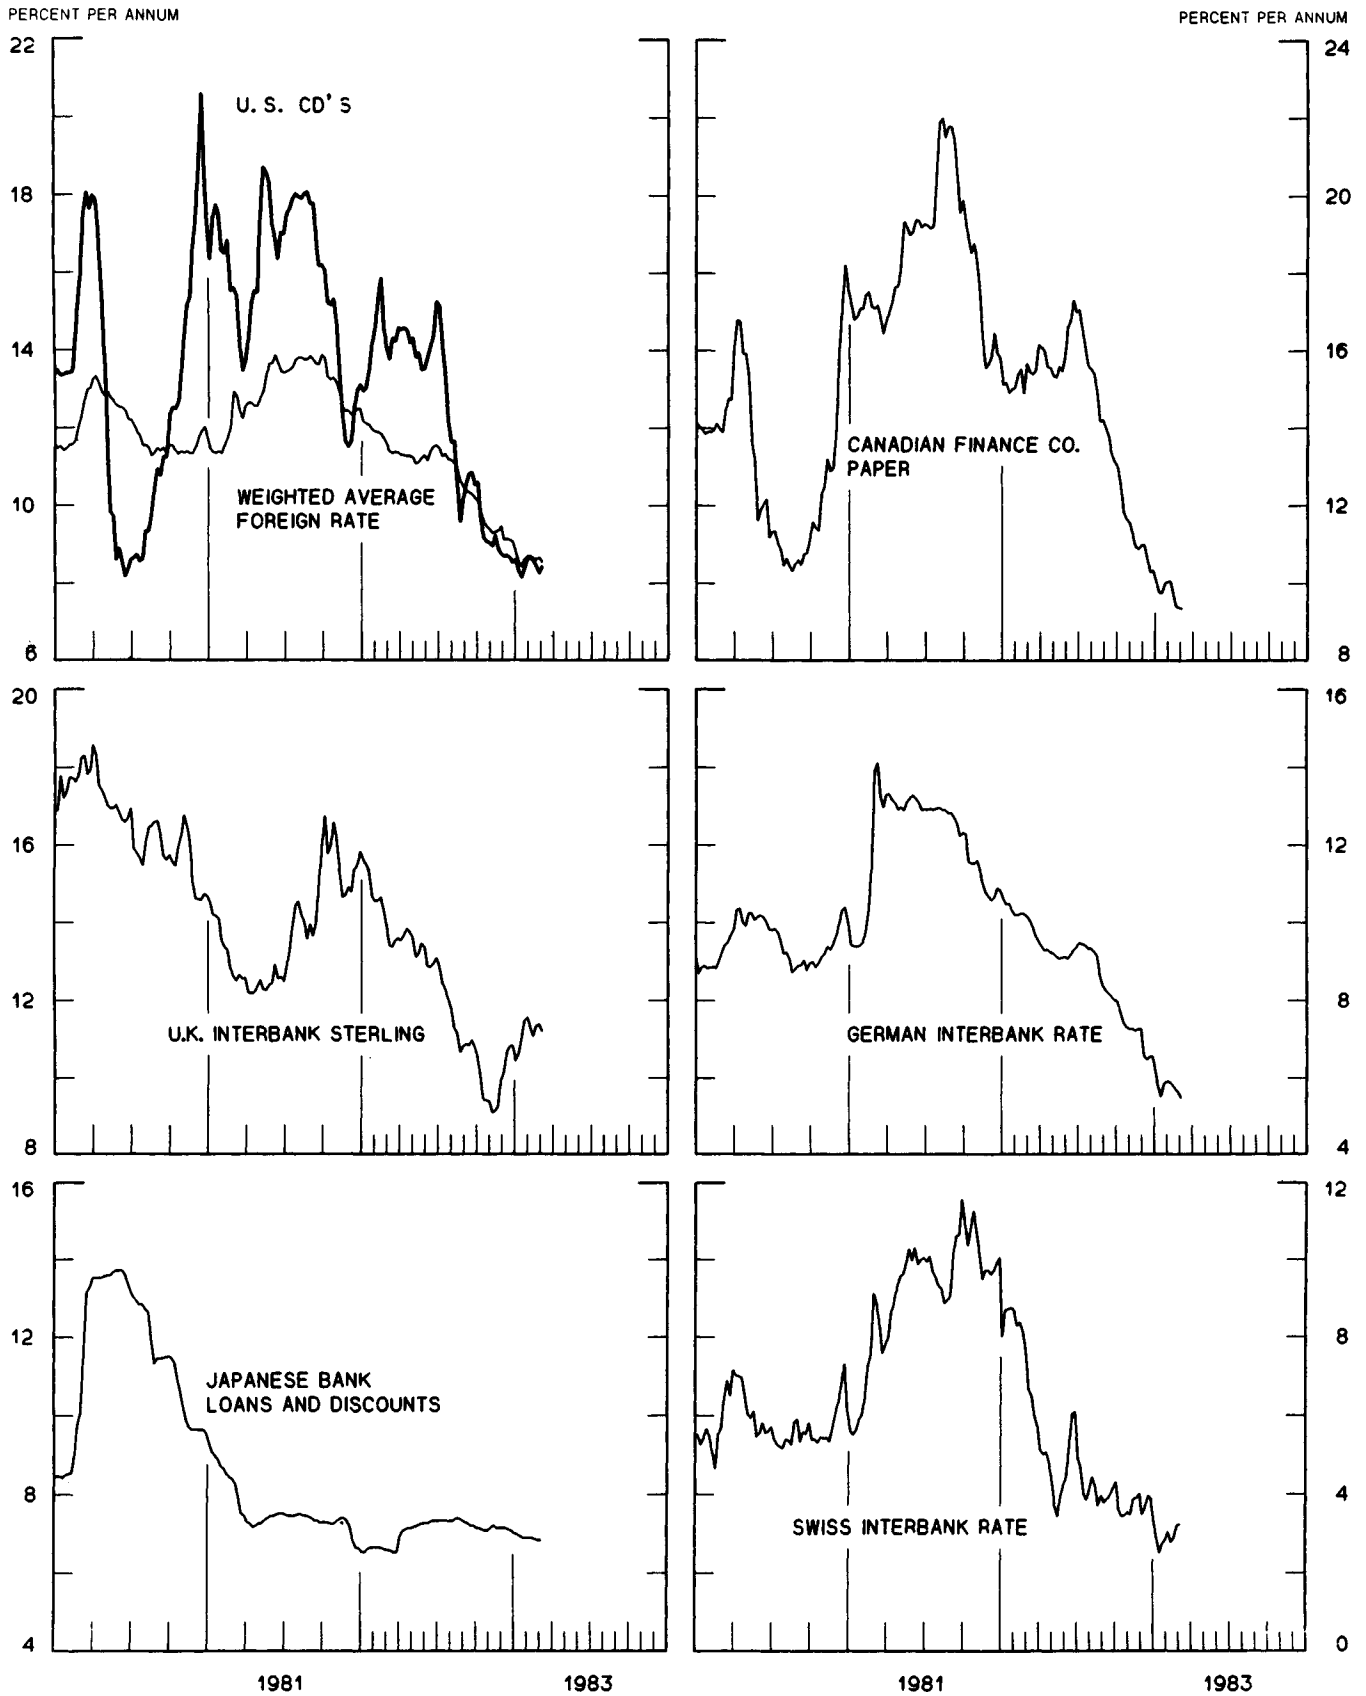 PERCENT PER ANNUM
PERCENT PER ANNUM
22
18
14
10
6
U.S. CD'S
WEIGHTED AVERAGE
FOREIGN RATE
24
20
16
12
8
CANADIAN FINANCE CO.
PAPER
20
16
12
8
U.K. INTERBANK STERLING
16
12
8
4
GERMAN INTERBANK RATE
16
12
8
4
JAPANESE BANK
LOANS AND DISCOUNTS
1981
1983
12
8
4
0
SWISS INTERBANK RATE
1981
1983